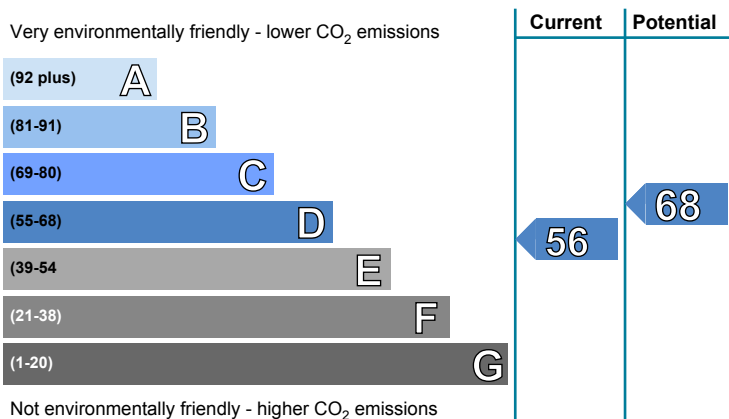 Current Potential
Very environmentally friendly - lower CO₂ emissions
(92 plus) A
(81-91) B
(69-80) C
68
(55-68) D
56
(39-54 E
(21-38) F
(1-20) G
Not environmentally friendly - higher CO₂ emissions